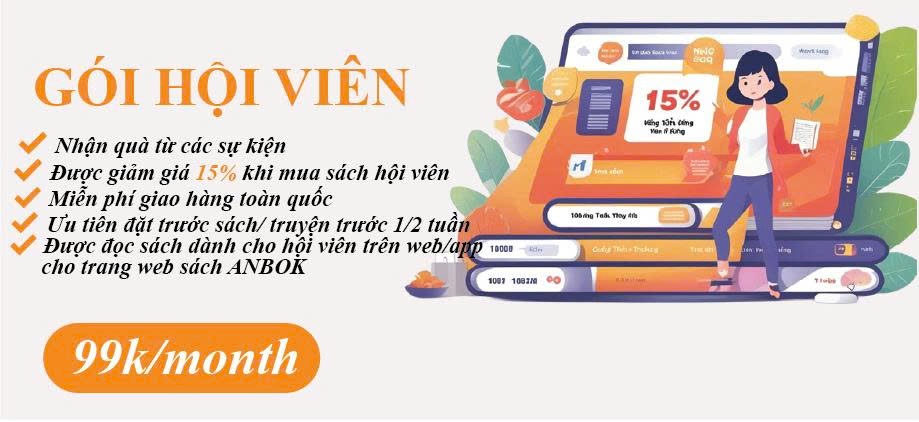 GÓI HỘI VIÊN
Nhận quà từ các sự kiện
Được giảm giá 15% khi mua sách hội viên
Miễn phí giao hàng toàn quốc
Ưu tiên đặt trước sách/ truyện trước 1/2 tuần
Được đọc sách dành cho hội viên trên web/app
cho trang web sách ANBOK
99k/month
15%